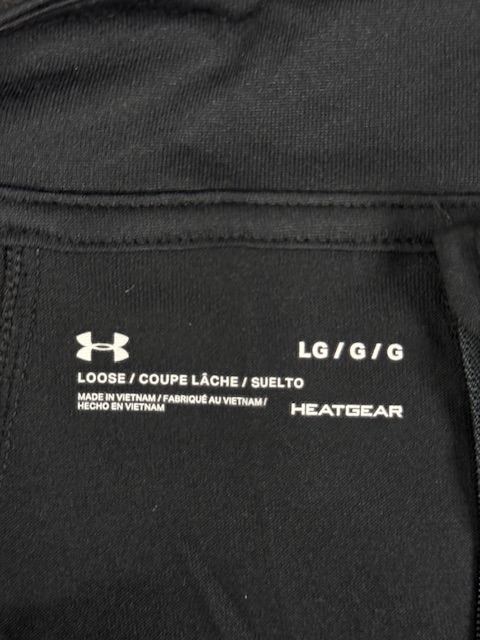 LG / G / G
LOOSE / COUPE LÂCHE / SUELTO
MADE IN VIETNAM / FABRIQUÉ AU VIETNAM /
HECHO EN VIETNAM
HEATGEAR